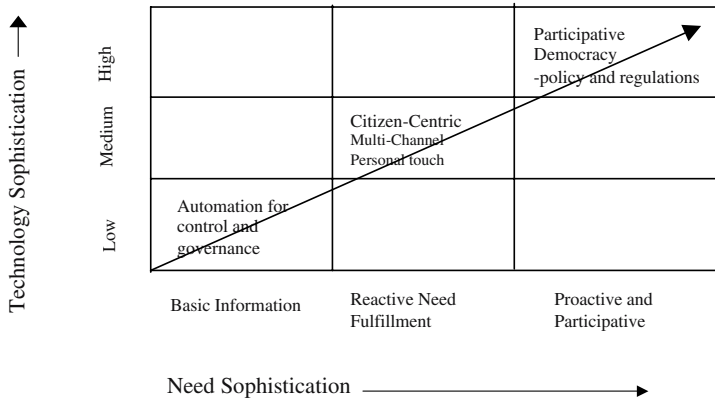 Technology Sophistication
High
Medium
Low
Participative
Democracy
-policy and regulations
Citizen-Centric
Multi-Channel
Personal touch
Automation for
control and
governance
Basic Information
Reactive Need
Fulfillment
Proactive and
Participative
Need Sophistication